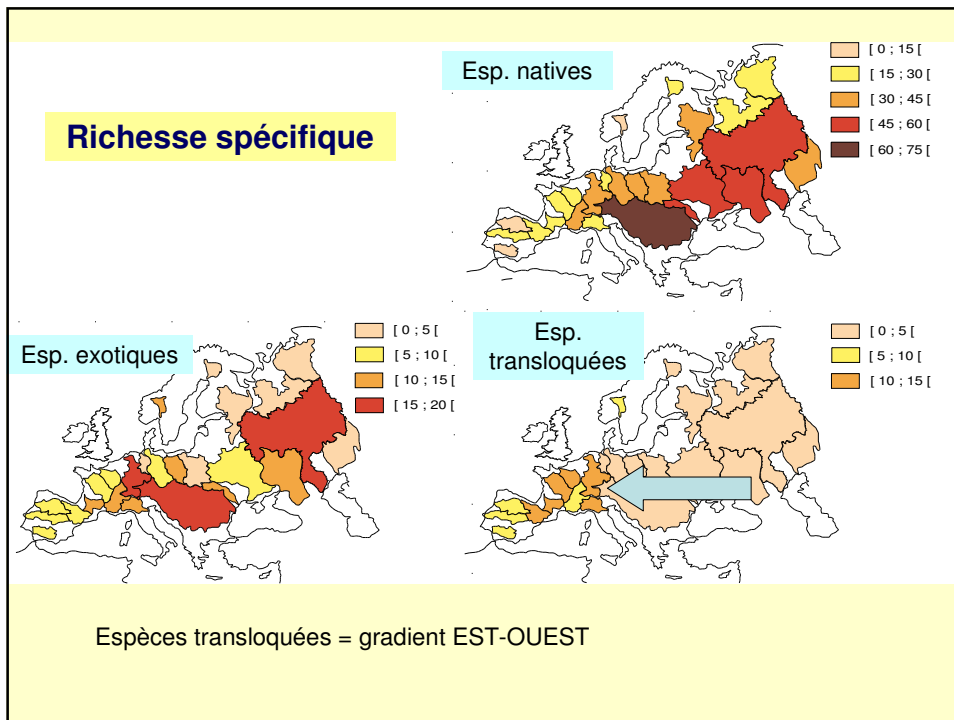 Richesse spécifique
Esp. natives
[ 0 ; 15 [
[ 15 ; 30 [
[ 30 ; 45 [
[ 45 ; 60 [
[ 60 ; 75 [
Esp. exotiques
[ 0 ; 5 [
[ 5 ; 10 [
[ 10 ; 15 [
[ 15 ; 20 [
Esp.
transloquées
[ 0 ; 5 [
[ 5 ; 10 [
[ 10 ; 15 [
Espèces transloquées = gradient EST-OUEST